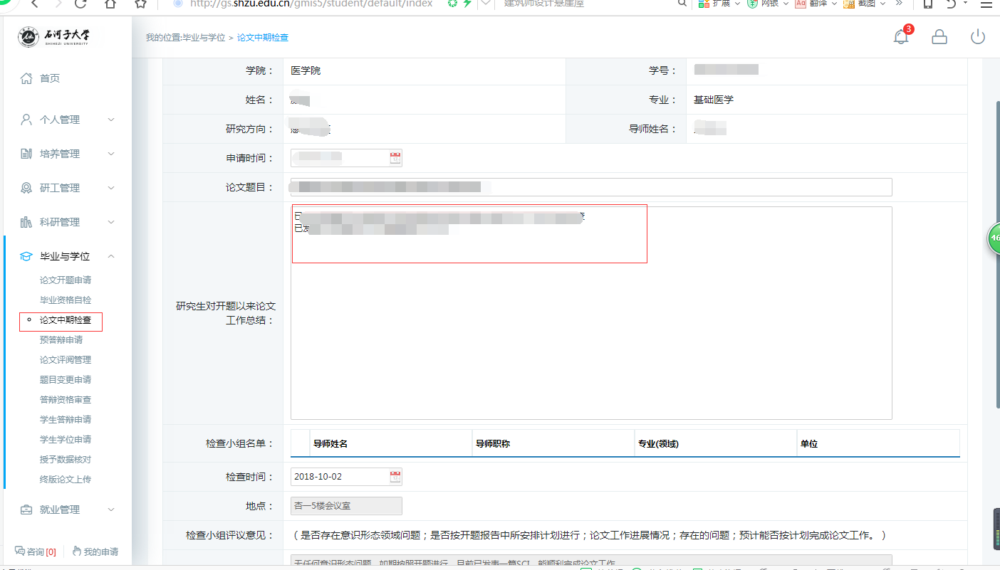 http://gs.shzu.edu.cn/gmis5/student/default/index
建筑师设计悬崖屋
扩展
网银
翻译
截图
石河子大学
SHIHEZI UNIVERSITY
我的位置:毕业与学位 > 论文中期检查
3
首页
个人管理
培养管理
研工管理
科研管理
毕业与学位
论文开题申请
毕业资格自检
论文中期检查
预答辩申请
论文评阅管理
题目变更申请
答辩资格审查
学生答辩申请
学生学位申请
授予数据核对
终版论文上传
就业管理
咨询[0] 我的申请
学院： 医学院 学号：
姓名： 专业： 基础医学
研究方向： 导师姓名：
申请时间：
论文题目：
研究生对开题以来论文
工作总结：
已
已发
检查小组名单： 导师姓名 导师职称 专业(领域) 单位
检查时间： 2018-10-02
地点： 杏一5楼会议室
检查小组评议意见： （ 是否存在意识形态领域问题；是否按开题报告中所安排计划进行；论文工作进展情况；存在的问题；预计能否按计划完成论文工作。 ）
无任何意识形态问题，如期按照开题进行，目前已发表一篇SCI，能顺利完成论文工作
46